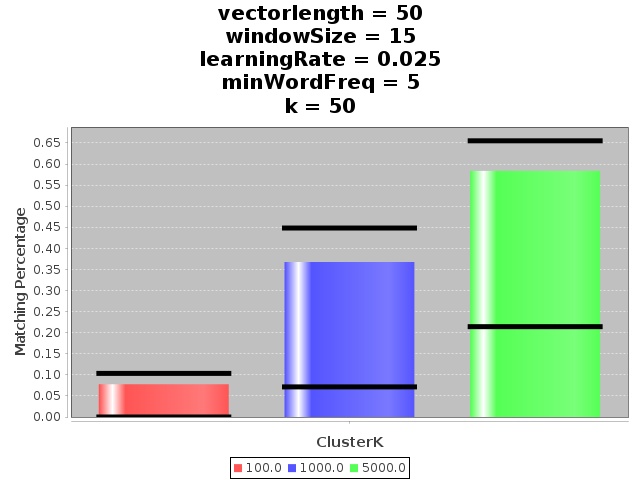 vectorlength = 50
windowSize = 15
learningRate = 0.025
minWordFreq = 5
k = 50
0.65
0.60
0.55
0.50
0.45
0.40
0.35
0.30
0.25
0.20
0.15
0.10
0.05
0.00
Matching Percentage
ClusterK
100.0 1000.0 5000.0